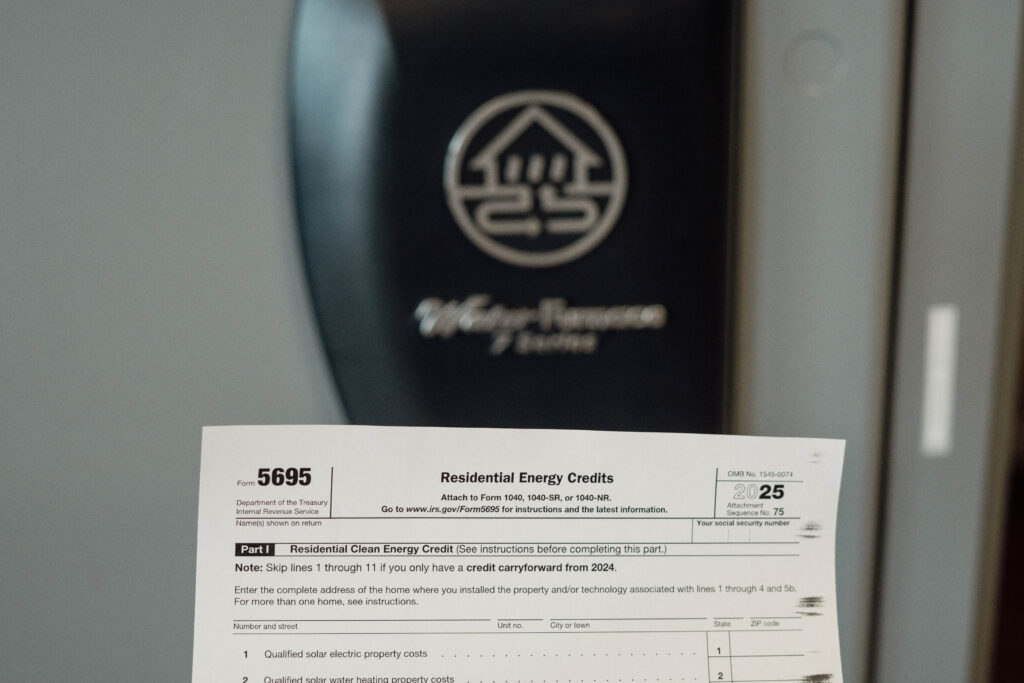 WaterFurnace
7 Series
Form 5695
Department of the Treasury
Internal Revenue Service
Residential Energy Credits
Attach to Form 1040, 1040-SR, or 1040-NR.
Go to www.irs.gov/Form5695 for instructions and the latest information.
OMB No. 1545-0074
2025
Attachment
Sequence No. 75
Name(s) shown on return
Your social security number
Part I Residential Clean Energy Credit (See instructions before completing this part.)
Note: Skip lines 1 through 11 if you only have a credit carryforward from 2024.
Enter the complete address of the home where you installed the property and/or technology associated with lines 1 through 4 and 5b.
For more than one home, see instructions.
Number and street Unit no. City or town State ZIP code
1 Qualified solar electric property costs . . . . . . . . . . . . . . . . . 1
2 Qualified solar water heating property costs . . . . . . . . . . . . . . . 2